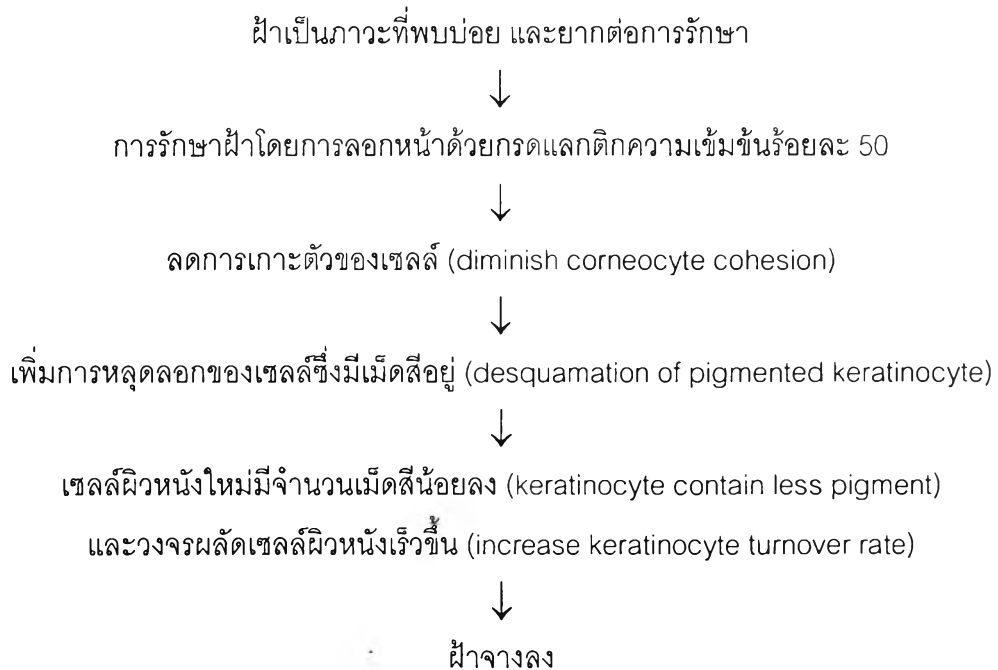 ฝ้าเป็นภาวะที่พบบ่อย และยากต่อการรักษา
↓
การรักษาฝ้าโดยการลอกหน้าด้วยกรดแลกติกความเข้มข้นร้อยละ 50
↓
ลดการเกาะตัวของเซลล์ (diminish corneocyte cohesion)
↓
เพิ่มการหลุดลอกของเซลล์ซึ่งมีเม็ดสีอยู่ (desquamation of pigmented keratinocyte)
↓
เซลล์ผิวหนังใหม่มีจำนวนเม็ดสีน้อยลง (keratinocyte contain less pigment)
และวงจรผลัดเซลล์ผิวหนังเร็วขึ้น (increase keratinocyte turnover rate)
↓
ฝ้าจางลง